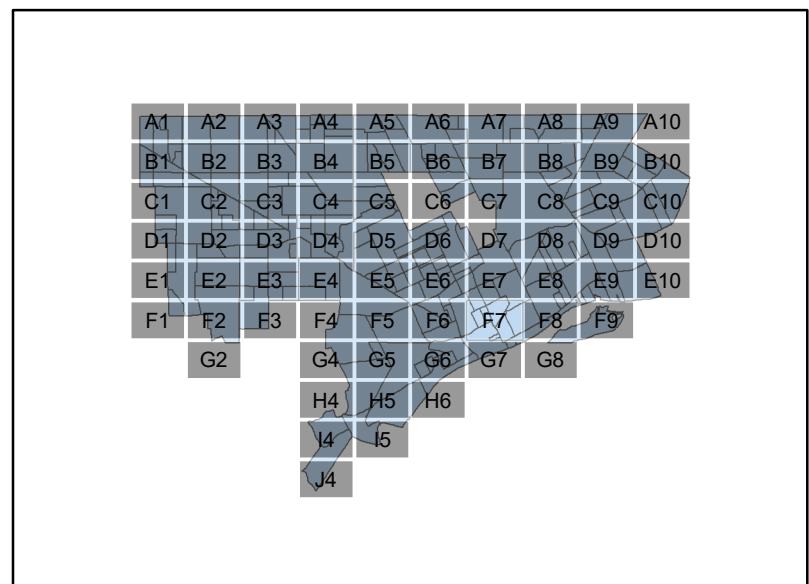 A1 A2 A3 A4 A5 A6 A7 A8 A9 A10
B1 B2 B3 B4 B5 B6 B7 B8 B9 B10
C1 C2 C3 C4 C5 C6 C7 C8 C9 C10
D1 D2 D3 D4 D5 D6 D7 D8 D9 D10
E1 E2 E3 E4 E5 E6 E7 E8 E9 E10
F1 F2 F3 F4 F5 F6 F7 F8 F9
G2 G4 G5 G6 G7 G8
H4 H5 H6
I4 I5
J4